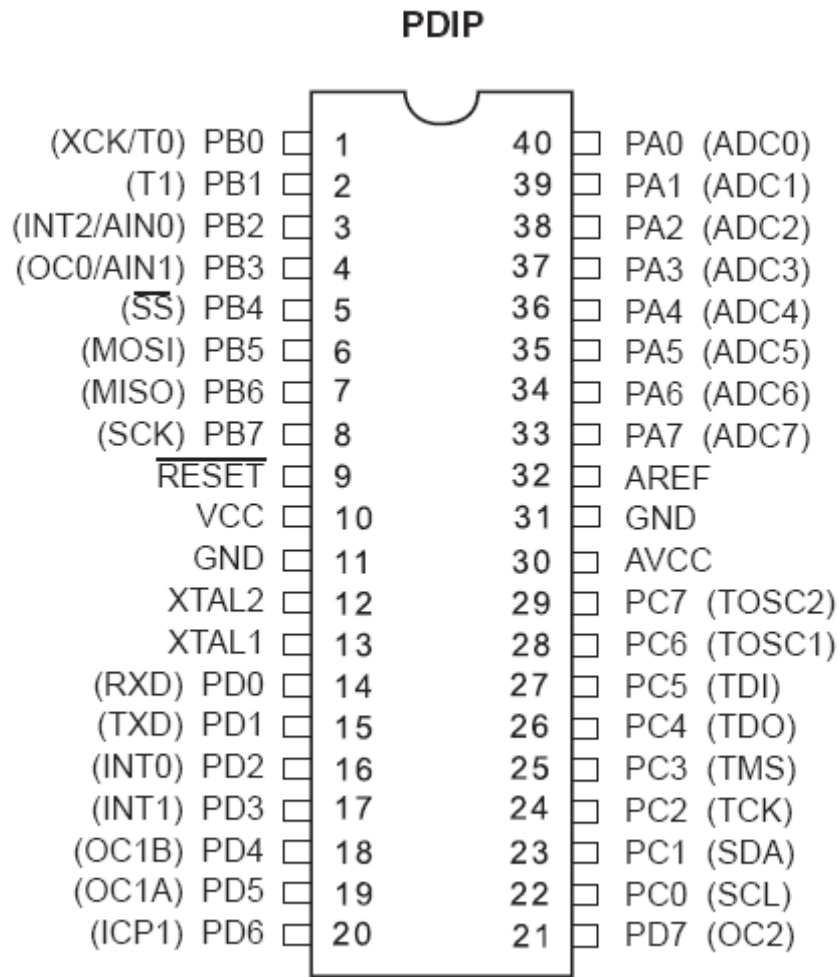 PDIP
(XCK/T0) PB0 1 40 PA0 (ADC0)
(T1) PB1 2 39 PA1 (ADC1)
(INT2/AIN0) PB2 3 38 PA2 (ADC2)
(OC0/AIN1) PB3 4 37 PA3 (ADC3)
(S̅S̅) PB4 5 36 PA4 (ADC4)
(MOSI) PB5 6 35 PA5 (ADC5)
(MISO) PB6 7 34 PA6 (ADC6)
(SCK) PB7 8 33 PA7 (ADC7)
R̅E̅S̅E̅T̅ 9 32 AREF
VCC 10 31 GND
GND 11 30 AVCC
XTAL2 12 29 PC7 (TOSC2)
XTAL1 13 28 PC6 (TOSC1)
(RXD) PD0 14 27 PC5 (TDI)
(TXD) PD1 15 26 PC4 (TDO)
(INT0) PD2 16 25 PC3 (TMS)
(INT1) PD3 17 24 PC2 (TCK)
(OC1B) PD4 18 23 PC1 (SDA)
(OC1A) PD5 19 22 PC0 (SCL)
(ICP1) PD6 20 21 PD7 (OC2)